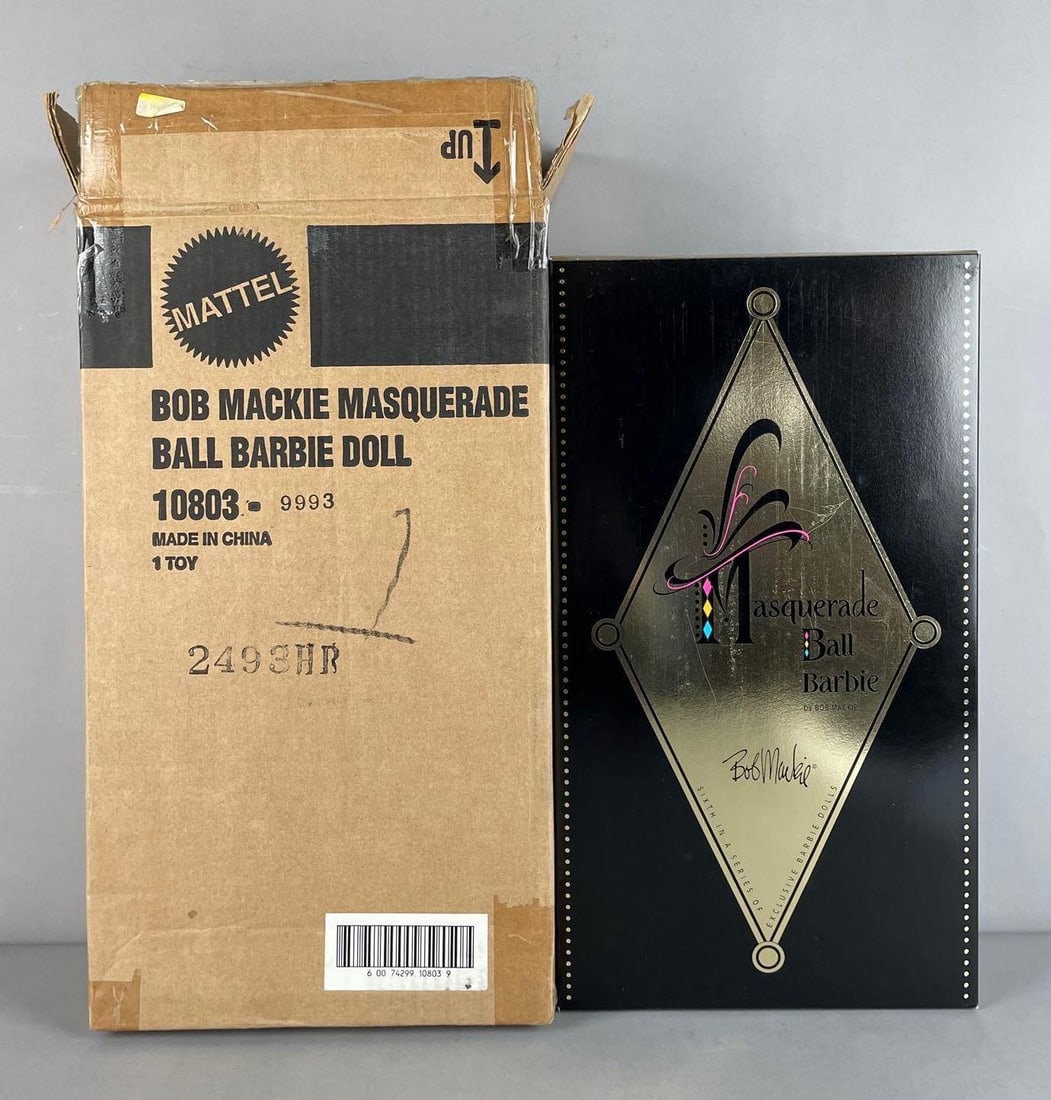 UP
MATTEL
BOB MACKIE MASQUERADE
BALL BARBIE DOLL
10803 - 9993
MADE IN CHINA
1 TOY
2493HR
6 00 74299 10803 9
Masquerade
Ball
Barbie
by BOB MACKIE
Bob Mackie©
SIXTH IN A SERIES OF
EXCLUSIVE BARBIE DOLLS